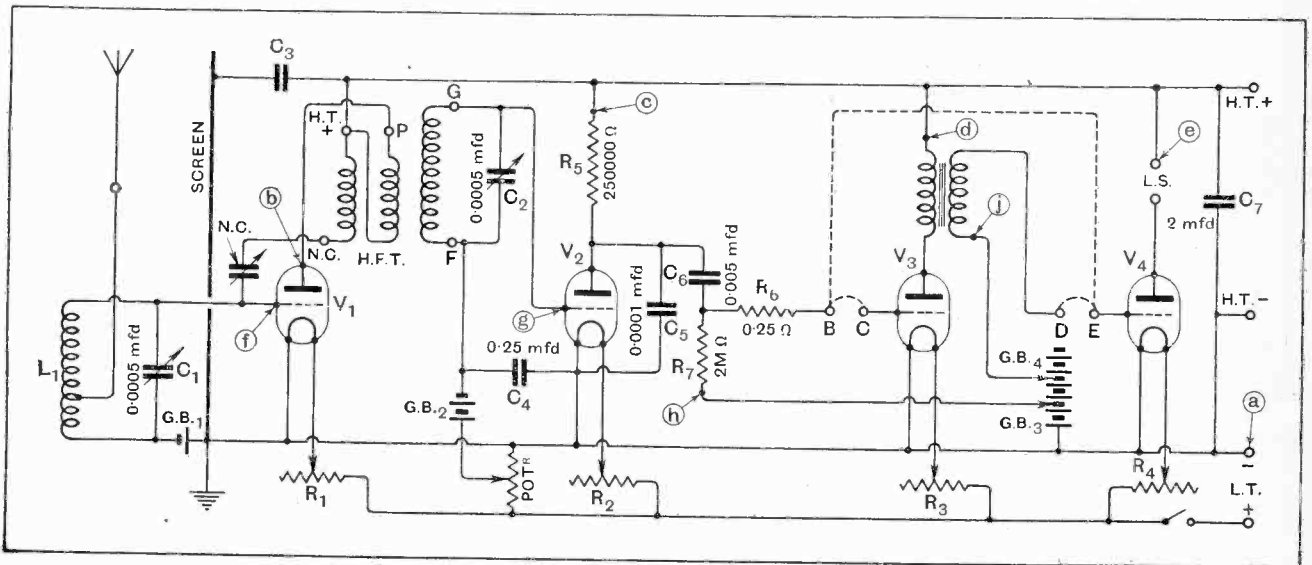 C3
SCREEN
H.T.
+
P
G
c
d
e
H.T.+
0·0005 mfd
C2
R5
250000 Ω
L.S.
j
C7
2 mfd
b
N.C.
N.C.
H.F.T.
F
V2
V3
V4
C6
0·005 mfd
V1
f
g
0·0001 mfd
C5
R6
0·25 Ω
B
C
D
E
H.T.-
L1
0·0005 mfd
C1
0·25 mfd
C4
R7
2M Ω
h
G.B.4
G.B.3
G.B.1
G.B.2
a
-
POTR
R1
R2
R3
R4
L.T.
+